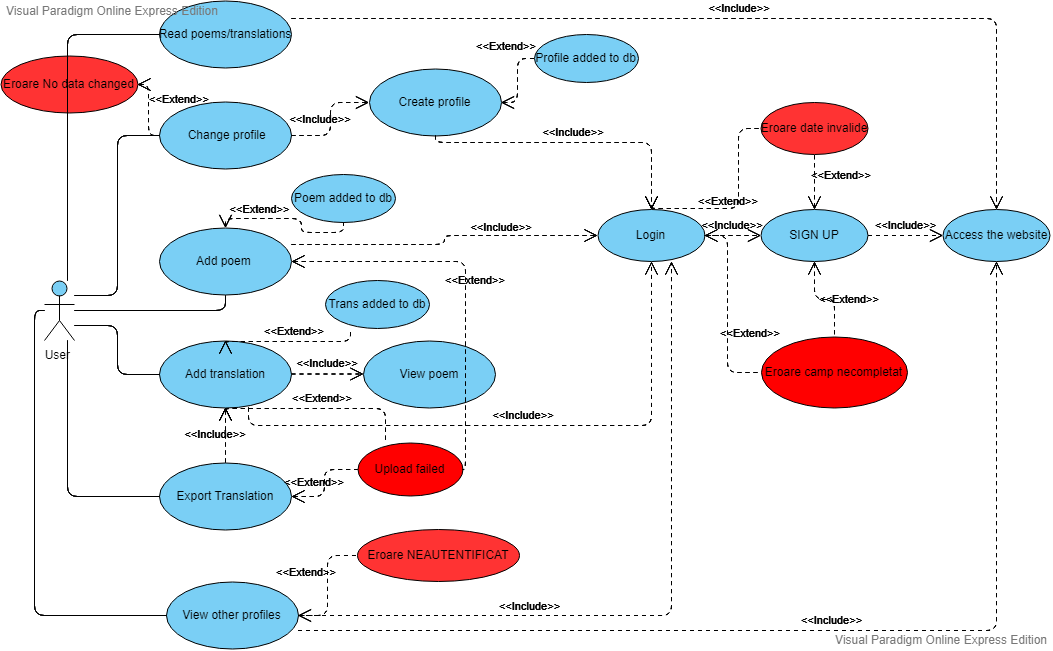 Visual Paradigm Online Express Edition
<<Include>>
Read poems/translations
<<Extend>>
Profile added to db
Eroare No data changed
<<Extend>>
Create profile
<<Include>>
Change profile
<<Include>>
Eroare date invalide
<<Extend>>
Poem added to db
<<Extend>>
<<Extend>>
<<Include>>
<<Include>>
<<Include>>
Login
SIGN UP
Access the website
Add poem
<<Extend>>
Trans added to db
<<Extend>>
<<Extend>>
<<Extend>>
User
<<Include>>
Add translation
View poem
Eroare camp necompletat
<<Extend>>
<<Include>>
<<Include>>
Upload failed
<<Extend>>
Export Translation
Eroare NEAUTENTIFICAT
<<Extend>>
<<Include>>
View other profiles
<<Include>>
Visual Paradigm Online Express Edition